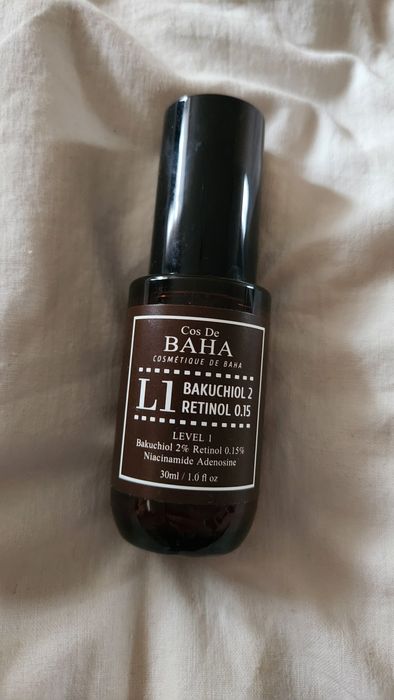 Cos De
BAHA
COSMÉTIQUE DE BAHA
L1
BAKUCHIOL 2
RETINOL 0.15
LEVEL 1
Bakuchiol 2% Retinol 0.15%
Niacinamide Adenosine
30ml / 1.0 fl oz